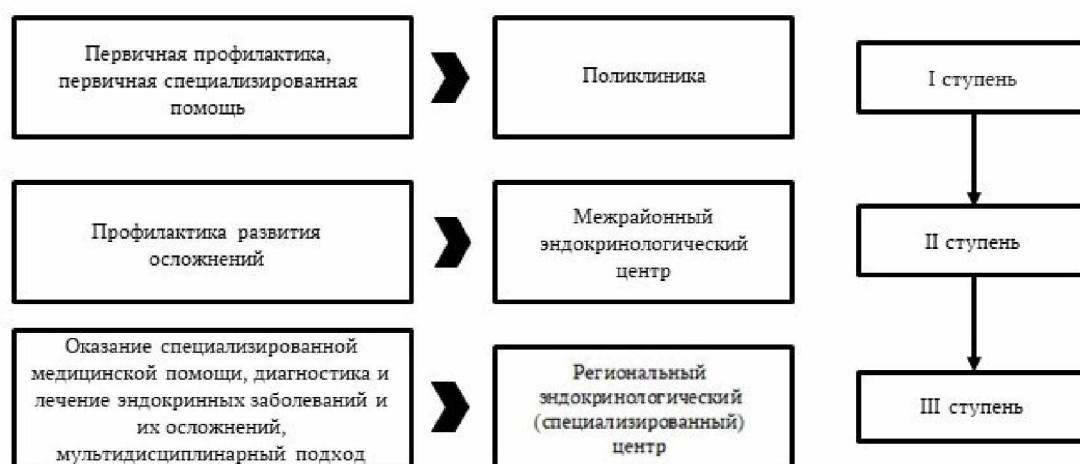 Первичная профилактика,
первичная специализированная
помощь
Поликлиника
I ступень
Профилактика развития
осложнений
Межрайонный
эндокринологический
центр
II ступень
Оказание специализированной
медицинской помощи, диагностика и
лечение эндокринных заболеваний и
их осложнений,
мультидисциплинарный подход
Региональный
эндокринологический
(специализированный)
центр
III ступень